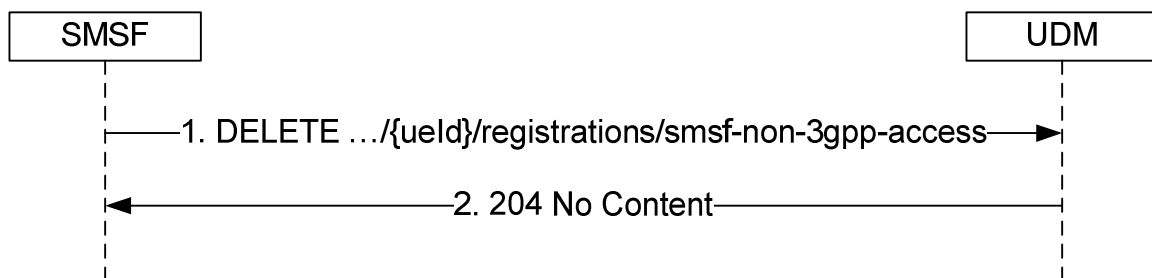 SMSF
UDM
1. DELETE …/{ueId}/registrations/smsf-non-3gpp-access
2. 204 No Content